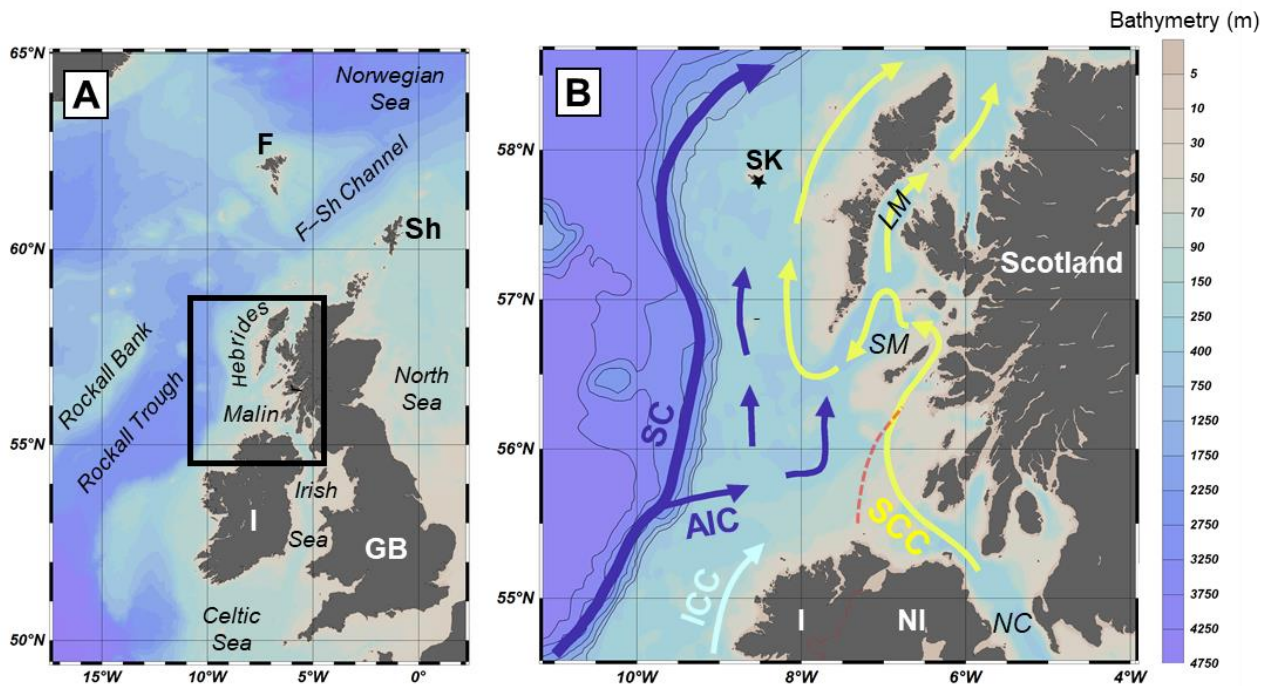 Bathymetry (m)
A
Norwegian
Sea
F
F–Sh Channel
Sh
Rockall Bank
Rockall Trough
Hebrides
Malin
North
Sea
Irish
Sea
I
GB
Celtic
Sea
65°N
60°N
55°N
50°N
15°W
10°W
5°W
0°
B
SK
LM
Scotland
SM
SC
AIC
SCC
ICC
I
NI
NC
58°N
57°N
56°N
55°N
10°W
8°W
6°W
4°W
5
10
30
50
70
90
150
200
400
750
1250
1750
2250
2750
3250
3750
4250
4750